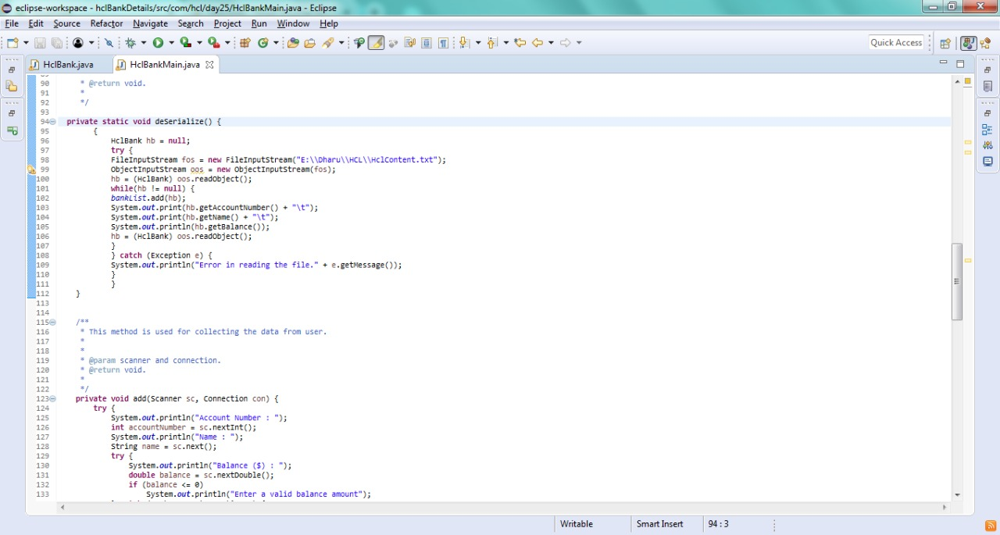 eclipse-workspace - hclBankDetails/src/com/hcl/day25/HclBankMain.java - Eclipse
File Edit Source Refactor Navigate Search Project Run Window Help
Quick Access
HclBank.java HclBankMain.java
90 * @return void.
91 *
92 */
93
94 private static void deSerialize() {
95 {
96 HclBank hb = null;
97 try {
98 FileInputStream fos = new FileInputStream("E:\\Dharu\\HCL\\HclContent.txt");
99 ObjectInputStream oos = new ObjectInputStream(fos);
100 hb = (HclBank) oos.readObject();
101 while(hb != null) {
102 bankList.add(hb);
103 System.out.print(hb.getAccountNumber() + "\t");
104 System.out.print(hb.getName() + "\t");
105 System.out.println(hb.getBalance());
106 hb = (HclBank) oos.readObject();
107 }
108 } catch (Exception e) {
109 System.out.println("Error in reading the file." + e.getMessage());
110 }
111 }
112 }
113
114
115 /**
116 * This method is used for collecting the data from user.
117 *
118 *
119 * @param scanner and connection.
120 * @return void.
121 *
122 */
123 private void add(Scanner sc, Connection con) {
124 try {
125 System.out.println("Account Number : ");
126 int accountNumber = sc.nextInt();
127 System.out.println("Name : ");
128 String name = sc.next();
129 try {
130 System.out.println("Balance ($) : ");
131 double balance = sc.nextDouble();
132 if (balance <= 0)
133 System.out.println("Enter a valid balance amount");
Writable Smart Insert 94 : 3